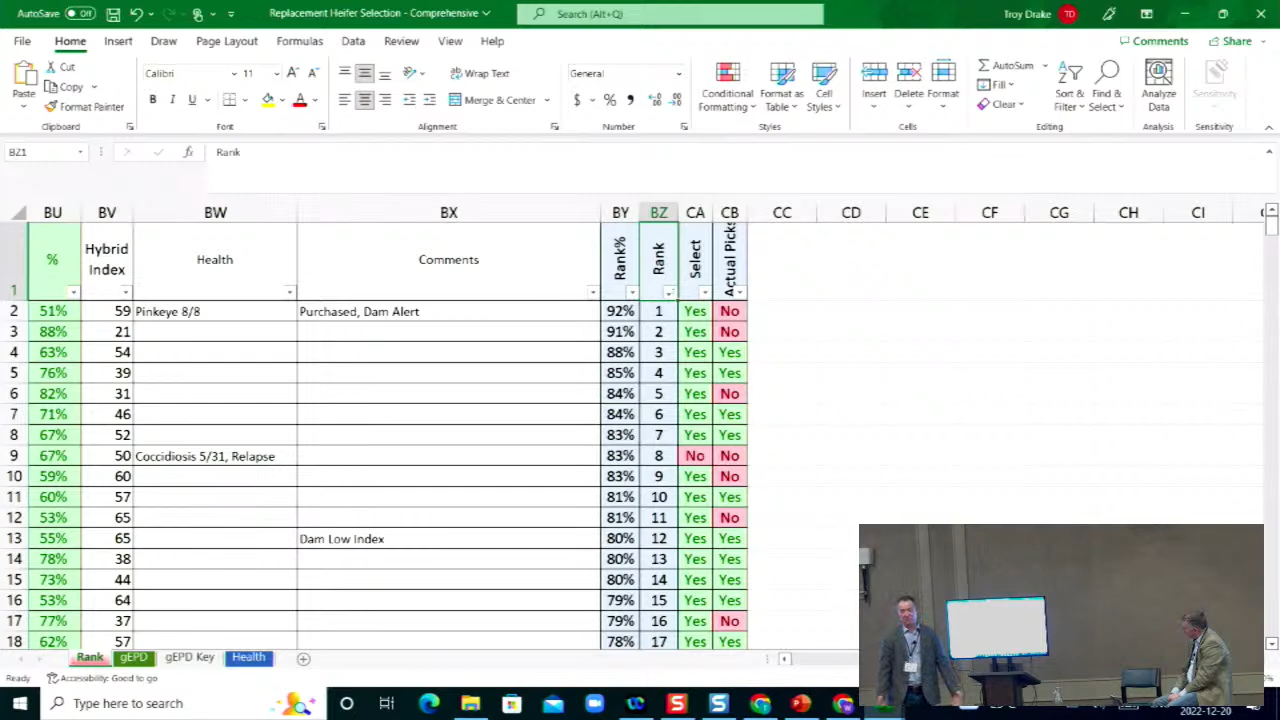 AutoSave Off Replacement Heifer Selection - Comprehensive Search (Alt+Q) Troy Drake TD
File Home Insert Draw Page Layout Formulas Data Review View Help Comments Share
Paste Cut Copy Format Painter Calibri 11 Wrap Text Merge & Center General Conditional Formatting Format as Table Cell Styles Insert Delete Format AutoSum Fill Clear Sort & Filter Find & Select Analyze Data Sensitivity
Clipboard Font Alignment Number Styles Cells Editing Analysis Sensitivity
BZ1 fx Rank
BU BV BW BX BY BZ CA CB CC CD CE CF CG CH CI
1 % Hybrid Index Health Comments Rank% Rank Select Actual Picks
2 51% 59 Pinkeye 8/8 Purchased, Dam Alert 92% 1 Yes No
3 88% 21 91% 2 Yes No
4 63% 54 88% 3 Yes Yes
5 76% 39 85% 4 Yes Yes
6 82% 31 84% 5 Yes No
7 71% 46 84% 6 Yes Yes
8 67% 52 83% 7 Yes Yes
9 67% 50 Coccidiosis 5/31, Relapse 83% 8 No No
10 59% 60 83% 9 Yes No
11 60% 57 81% 10 Yes Yes
12 53% 65 81% 11 Yes No
13 55% 65 Dam Low Index 80% 12 Yes Yes
14 78% 38 80% 13 Yes Yes
15 73% 44 80% 14 Yes Yes
16 53% 64 79% 15 Yes Yes
17 77% 37 79% 16 Yes No
18 62% 57 78% 17 Yes Yes
Rank gEPD gEPD Key Health
Ready Accessibility: Good to go
Type here to search
2022-12-20